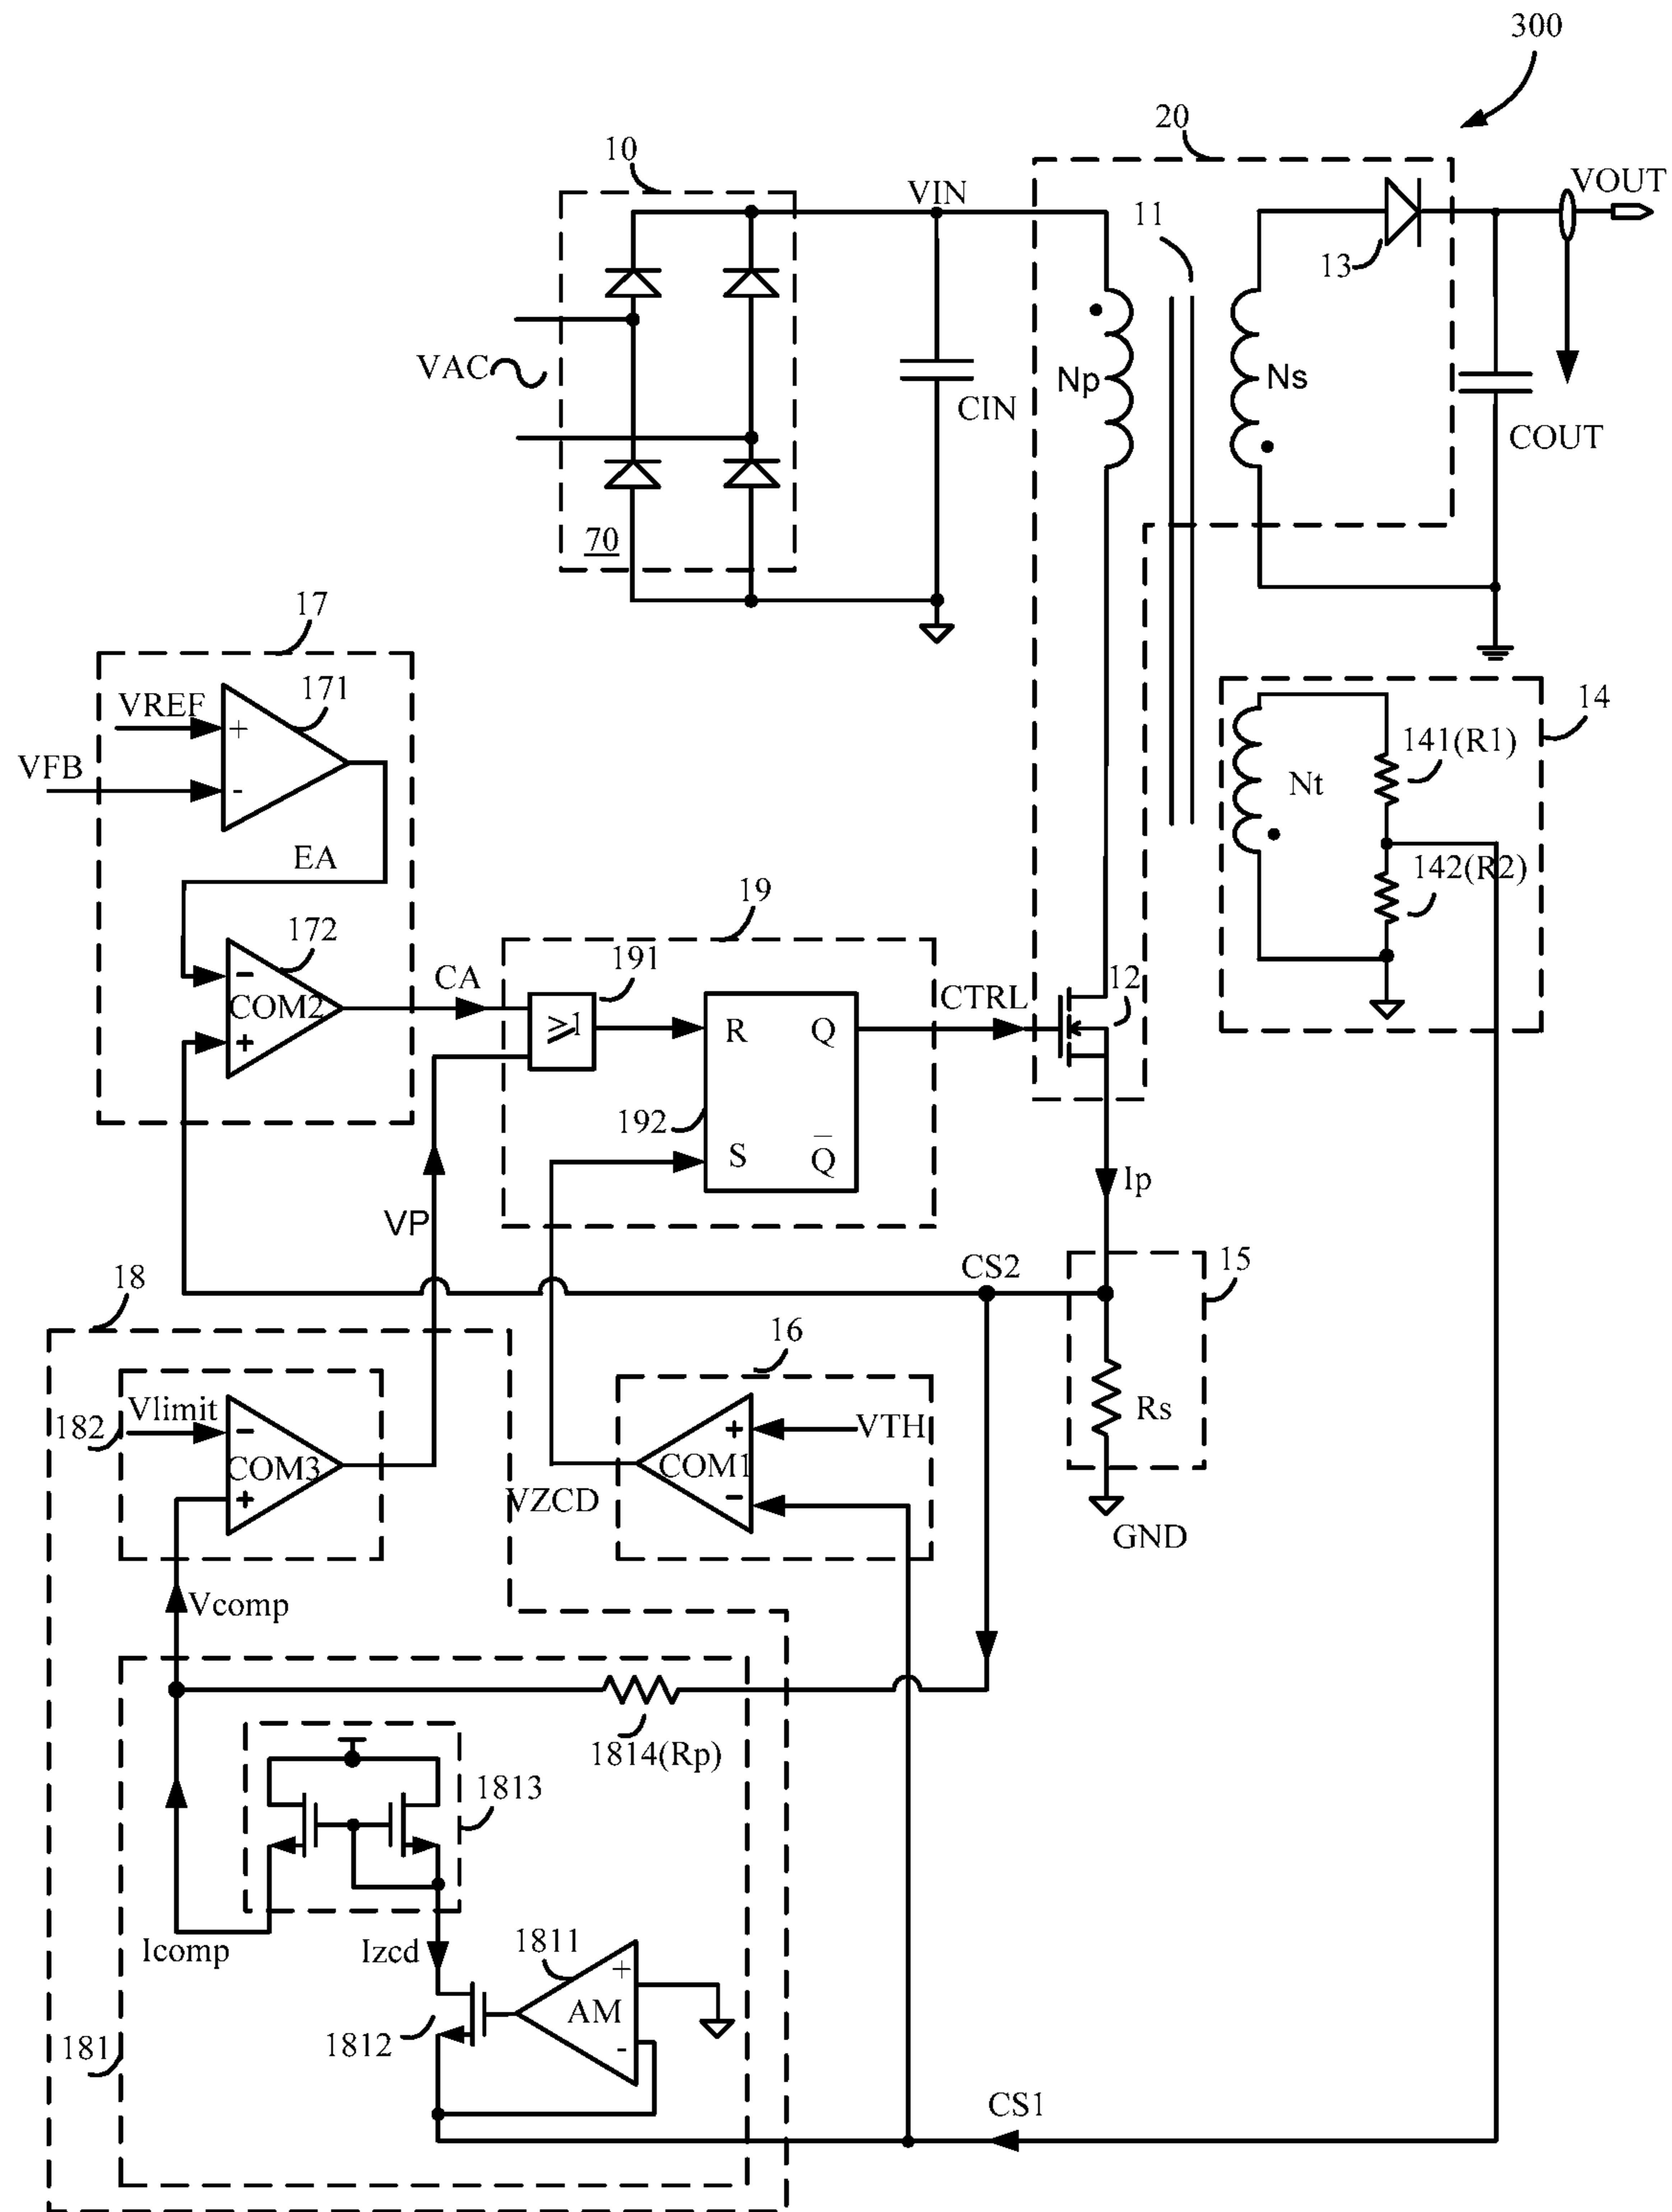 300
20
10
VIN
VOUT
11
13
VAC
CIN
Np
Ns
COUT
70
17
VREF
171
+
VFB
-
14
141(R1)
Nt
EA
142(R2)
19
172
-
COM2
+
CA
191
≥1
CTRL
12
R
Q
192
S
Q̅
Ip
VP
CS2
15
18
16
Vlimit
182
-
COM3
+
+
VTH
COM1
-
Rs
VZCD
GND
Vcomp
1814(Rp)
1813
Icomp
Izcd
1811
+
AM
-
1812
181
CS1